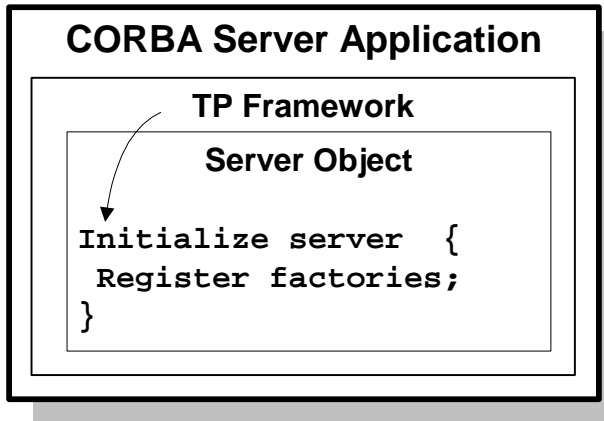 CORBA Server Application
TP Framework
Server Object
Initialize server {
Register factories;
}